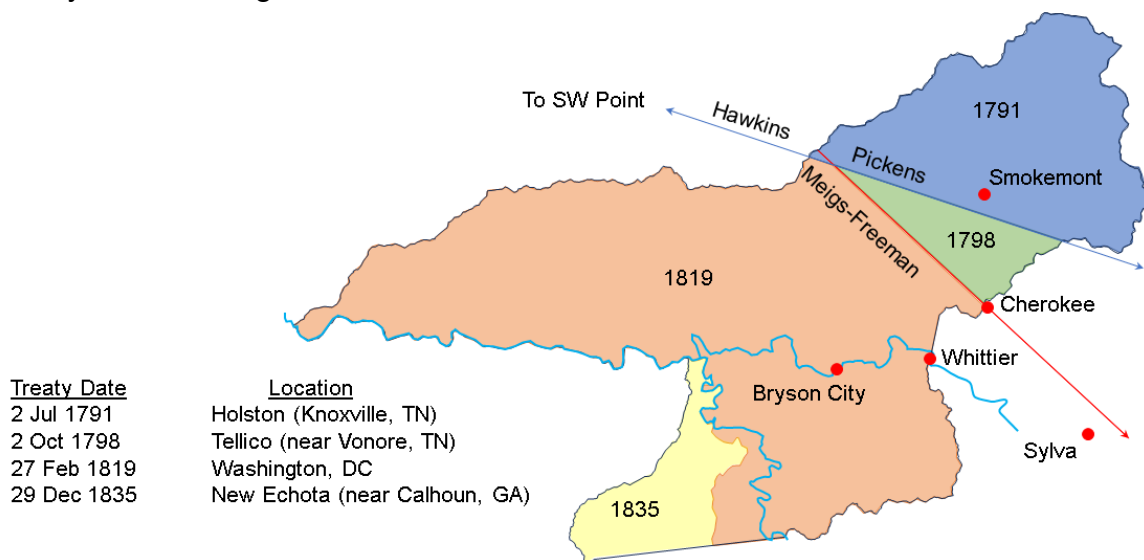 To SW Point
Hawkins
1791
Pickens
Smokemont
Meigs-Freeman
1798
1819
Cherokee
Whittier
Bryson City
Sylva
1835
Treaty Date Location
2 Jul 1791 Holston (Knoxville, TN)
2 Oct 1798 Tellico (near Vonore, TN)
27 Feb 1819 Washington, DC
29 Dec 1835 New Echota (near Calhoun, GA)